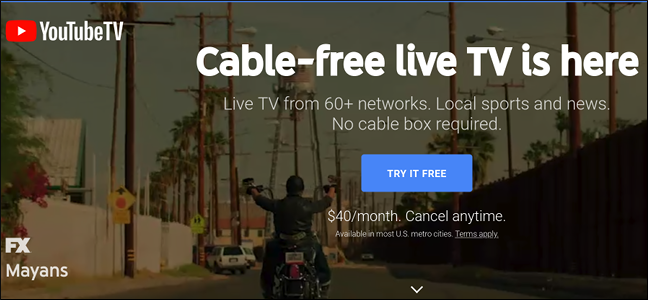 YouTubeTV
Cable-free live TV is here
Live TV from 60+ networks. Local sports and news.
No cable box required.
TRY IT FREE
$40/month. Cancel anytime.
Available in most U.S. metro cities. Terms apply.
FX
Mayans